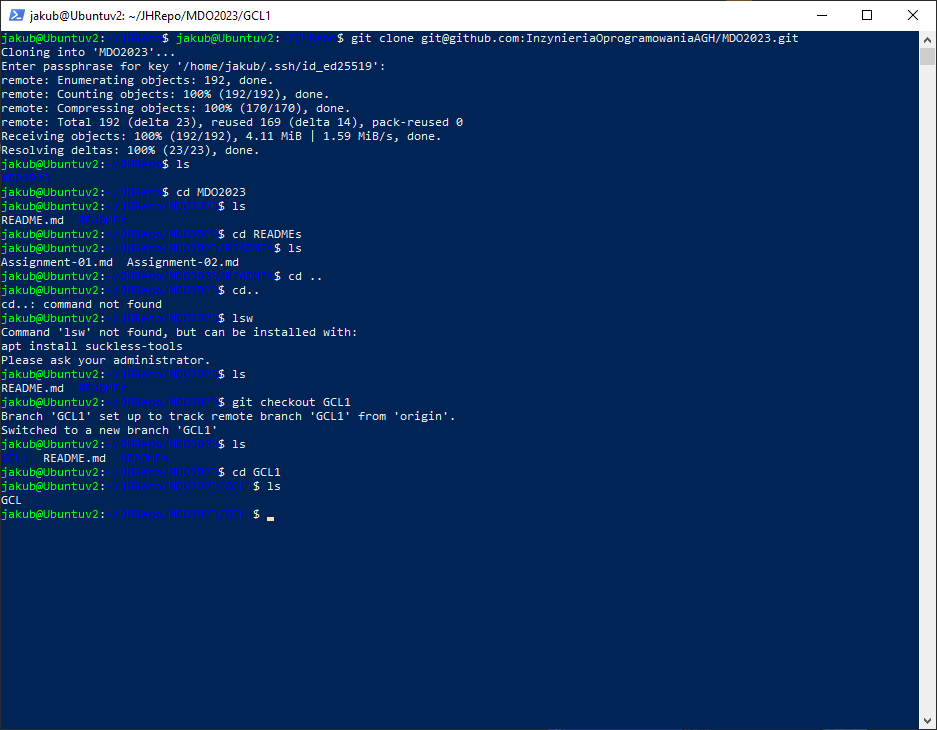 jakub@Ubuntuv2: ~/JHRepo/MDO2023/GCL1
jakub@Ubuntuv2:~/JHRepo$ jakub@Ubuntuv2:~/JHRepo$ git clone git@github.com:InzynieriaOprogramowaniaAGH/MDO2023.git
Cloning into 'MDO2023'...
Enter passphrase for key '/home/jakub/.ssh/id_ed25519':
remote: Enumerating objects: 192, done.
remote: Counting objects: 100% (192/192), done.
remote: Compressing objects: 100% (170/170), done.
remote: Total 192 (delta 23), reused 169 (delta 14), pack-reused 0
Receiving objects: 100% (192/192), 4.11 MiB | 1.59 MiB/s, done.
Resolving deltas: 100% (23/23), done.
jakub@Ubuntuv2:~/JHRepo$ ls
MDO2023
jakub@Ubuntuv2:~/JHRepo$ cd MDO2023
jakub@Ubuntuv2:~/JHRepo/MDO2023$ ls
README.md  READMEs
jakub@Ubuntuv2:~/JHRepo/MDO2023$ cd READMEs
jakub@Ubuntuv2:~/JHRepo/MDO2023/READMEs$ ls
Assignment-01.md  Assignment-02.md
jakub@Ubuntuv2:~/JHRepo/MDO2023/READMEs$ cd ..
jakub@Ubuntuv2:~/JHRepo/MDO2023$ cd..
cd..: command not found
jakub@Ubuntuv2:~/JHRepo/MDO2023$ lsw
Command 'lsw' not found, but can be installed with:
apt install suckless-tools
Please ask your administrator.
jakub@Ubuntuv2:~/JHRepo/MDO2023$ ls
README.md  READMEs
jakub@Ubuntuv2:~/JHRepo/MDO2023$ git checkout GCL1
Branch 'GCL1' set up to track remote branch 'GCL1' from 'origin'.
Switched to a new branch 'GCL1'
jakub@Ubuntuv2:~/JHRepo/MDO2023$ ls
GCL1  README.md  READMEs
jakub@Ubuntuv2:~/JHRepo/MDO2023$ cd GCL1
jakub@Ubuntuv2:~/JHRepo/MDO2023/GCL1$ ls
GCL
jakub@Ubuntuv2:~/JHRepo/MDO2023/GCL1$